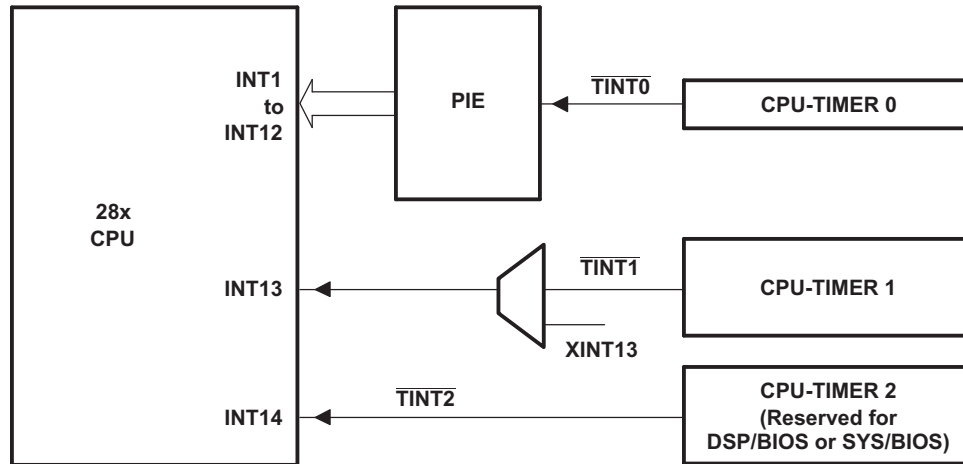 INT1
to
INT12
PIE
TINT0
CPU-TIMER 0
28x
CPU
INT13
TINT1
CPU-TIMER 1
XINT13
INT14
TINT2
CPU-TIMER 2
(Reserved for
DSP/BIOS or SYS/BIOS)